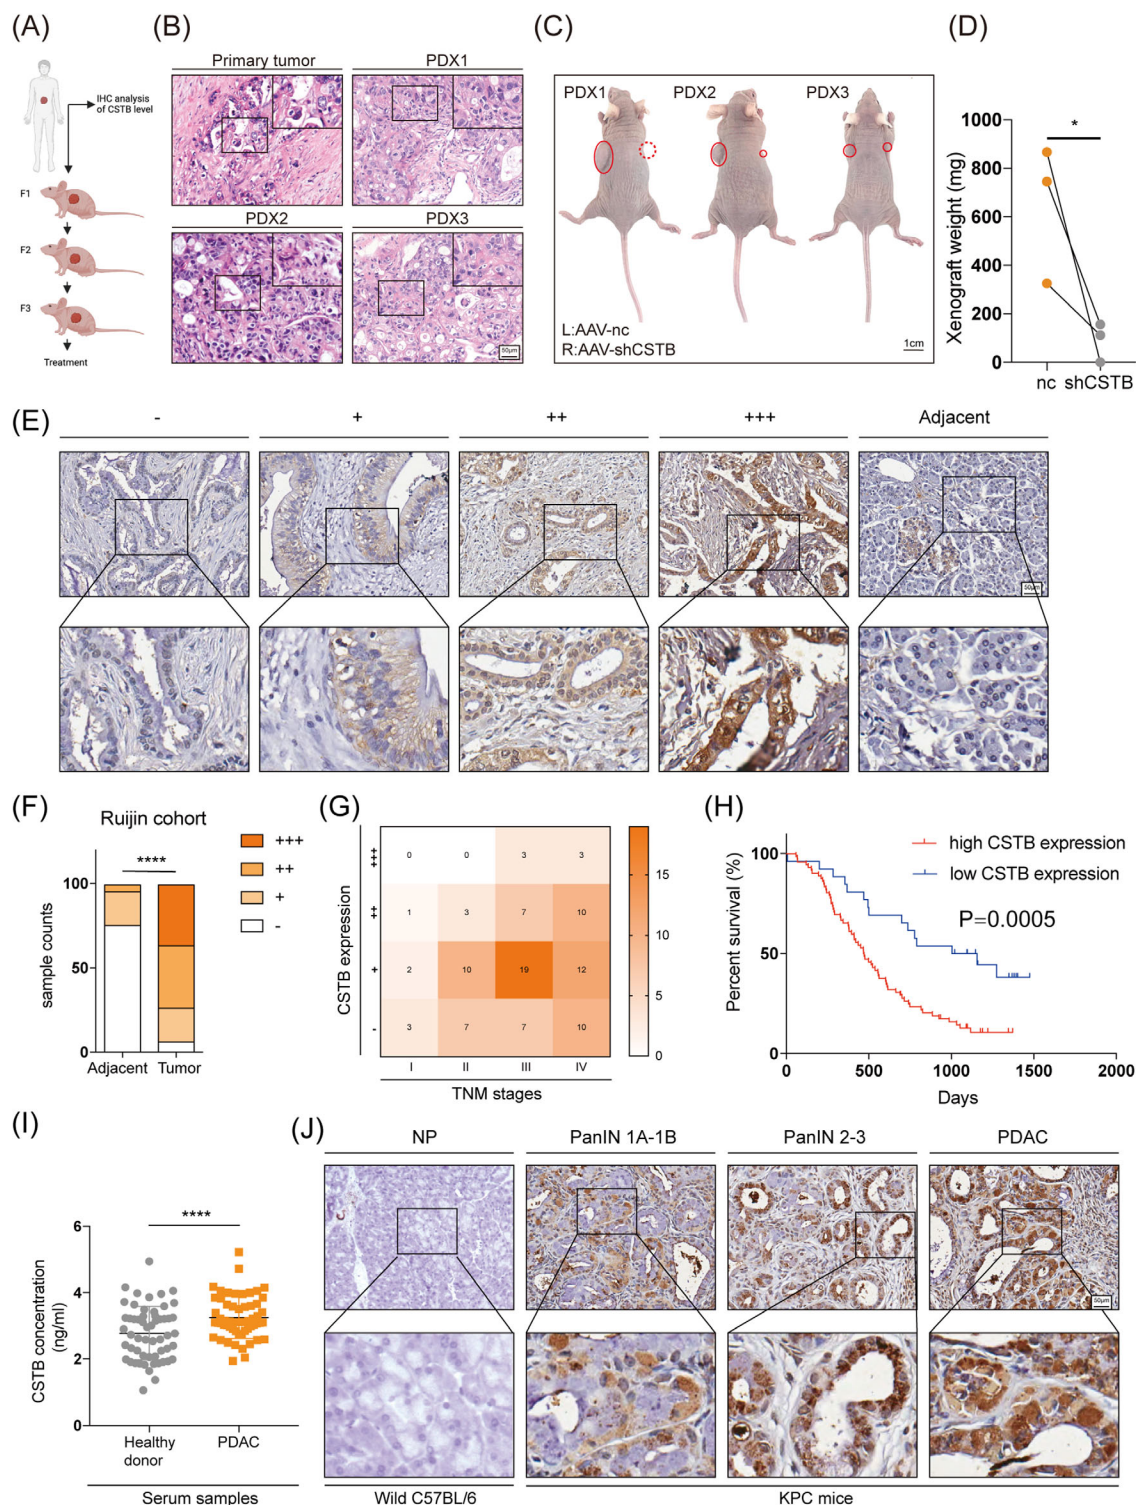 (A)
IHC analysis
of CSTB level
F1
F2
F3
Treatment
(B)
Primary tumor
PDX1
PDX2
PDX3
50μm
(C)
PDX1
PDX2
PDX3
L:AAV-nc
R:AAV-shCSTB
1cm
(D)
Xenograft weight (mg)
1000
800
600
400
200
0
*
nc
shCSTB
(E)
-
+
++
+++
Adjacent
50μm
(F)
Ruijin cohort
****
sample counts
100
50
0
Adjacent
Tumor
+++
++
+
-
(G)
CSTB expression
+++
0 0 3 3
++
1 3 7 10
+
2 10 19 12
-
3 7 7 10
I II III IV
TNM stages
15
10
5
0
(H)
Percent survival (%)
100
50
0
high CSTB expression
low CSTB expression
P=0.0005
0 500 1000 1500 2000
Days
(I)
****
CSTB concentration
(ng/ml)
6
4
2
0
Healthy
donor
PDAC
Serum samples
(J)
NP
PanIN 1A-1B
PanIN 2-3
PDAC
50μm
Wild C57BL/6
KPC mice